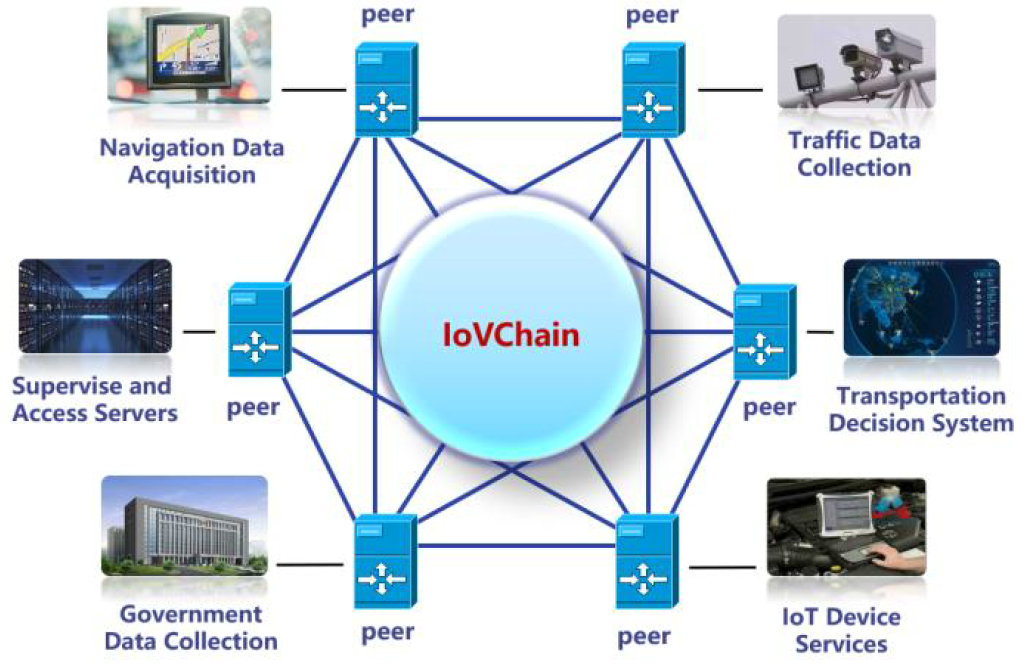 peer
peer
Navigation Data
Acquisition
Traffic Data
Collection
IoVChain
Supervise and
Access Servers
peer
peer
Transportation
Decision System
Government
Data Collection
peer
peer
IoT Device
Services